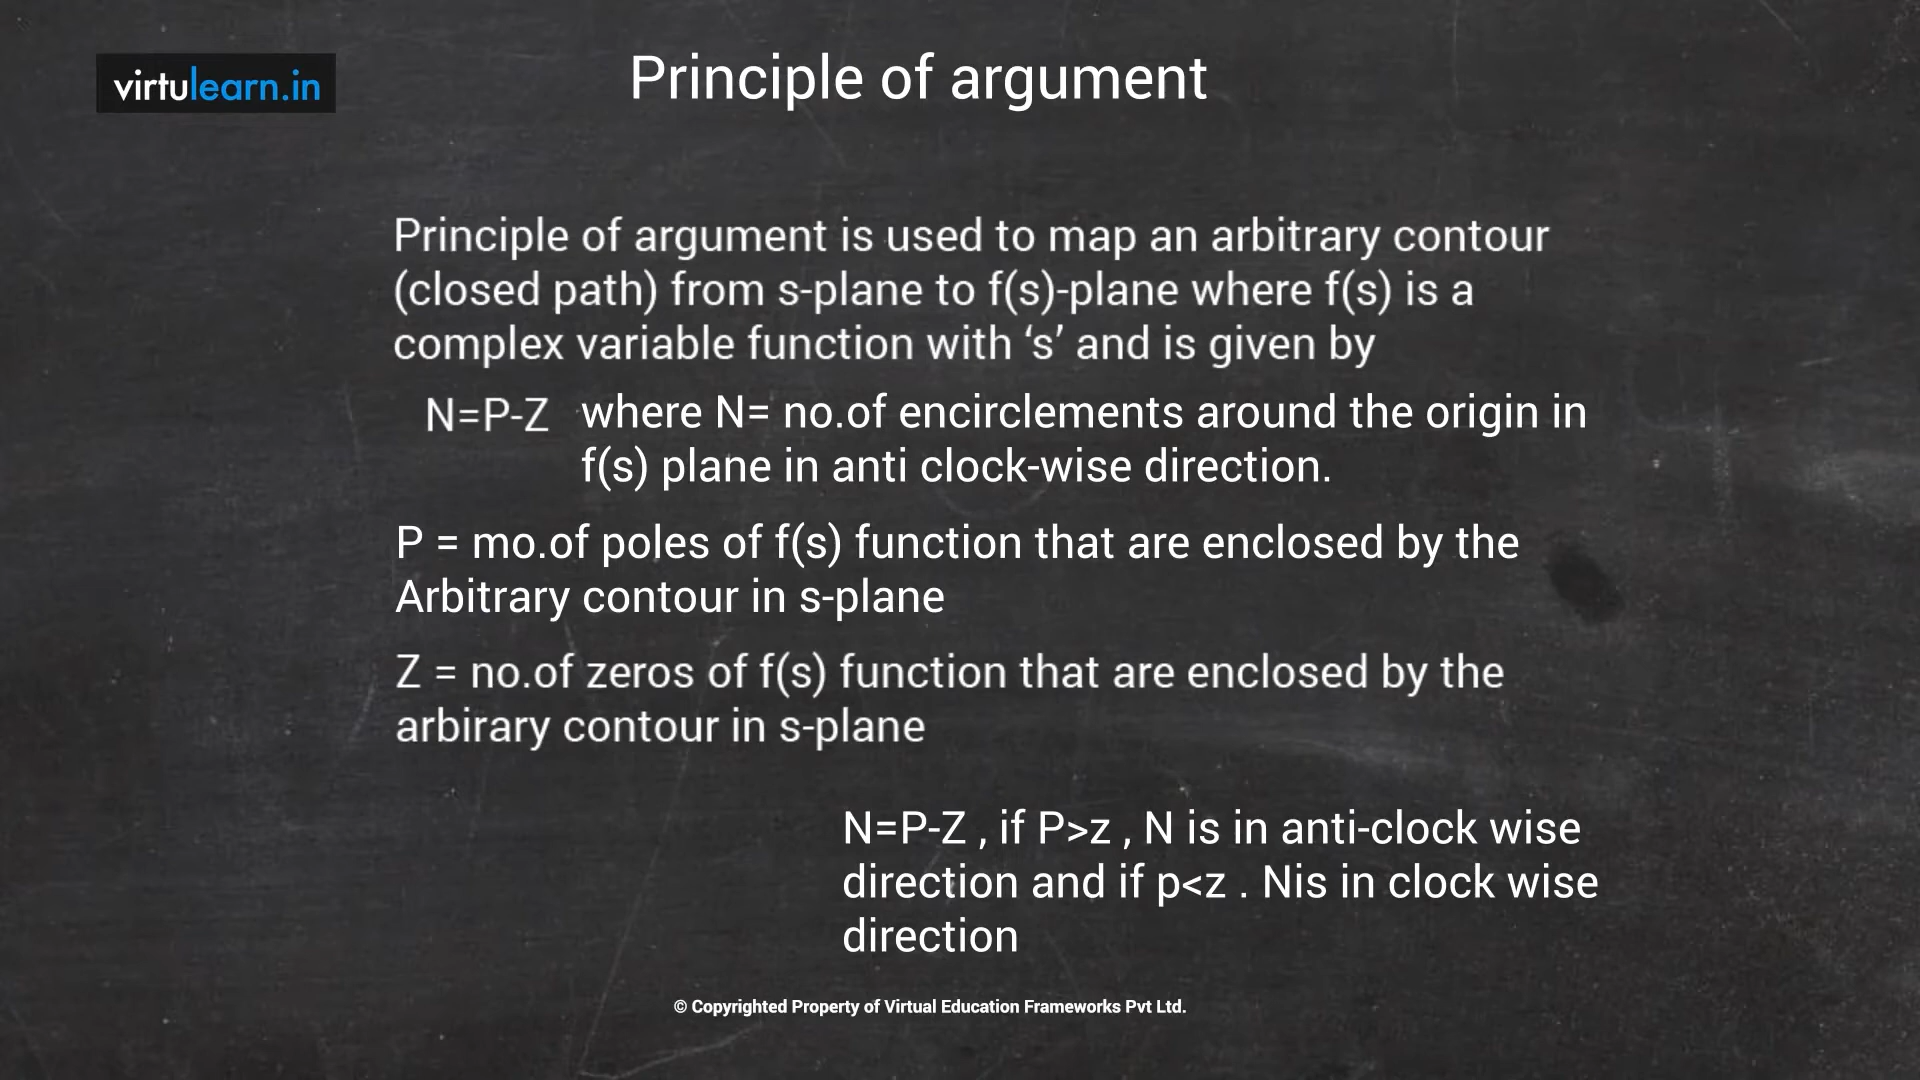 virtulearn.in
Principle of argument
Principle of argument is used to map an arbitrary contour
(closed path) from s-plane to f(s)-plane where f(s) is a
complex variable function with ‘s’ and is given by
N=P-Z where N= no.of encirclements around the origin in
f(s) plane in anti clock-wise direction.
P = mo.of poles of f(s) function that are enclosed by the
Arbitrary contour in s-plane
Z = no.of zeros of f(s) function that are enclosed by the
arbirary contour in s-plane
N=P-Z , if P>z , N is in anti-clock wise
direction and if p<z . Nis in clock wise
direction
© Copyrighted Property of Virtual Education Frameworks Pvt Ltd.